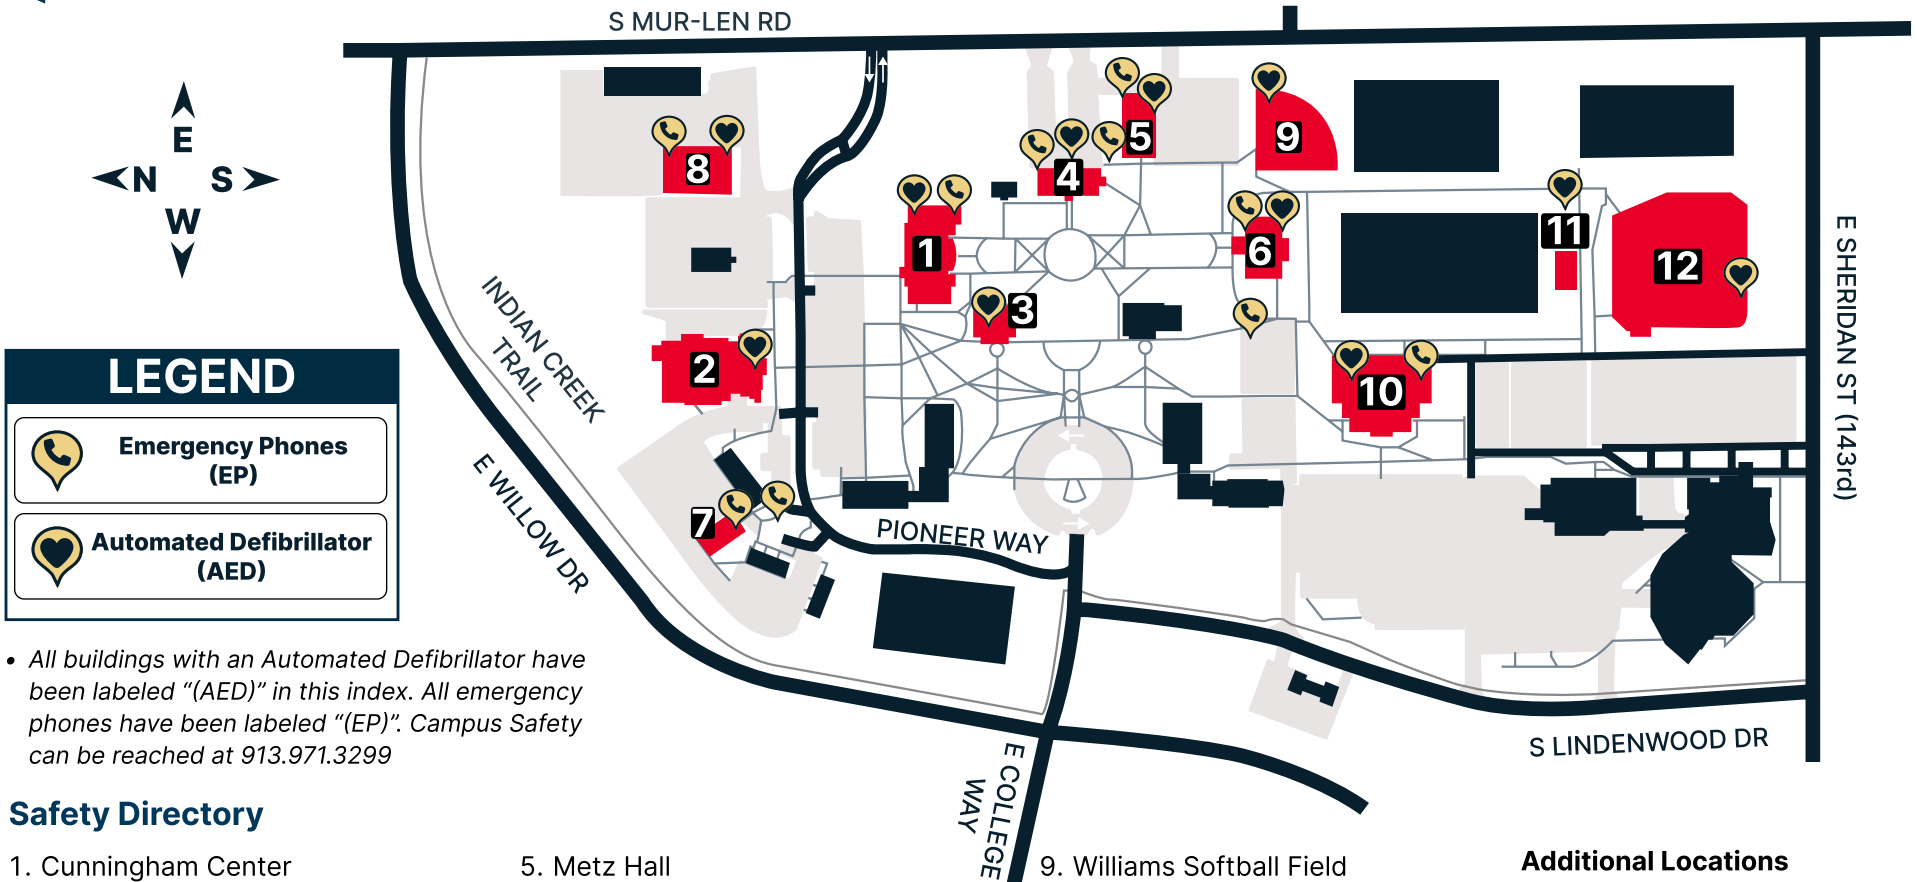 S MUR-LEN RD
E
N S
W
8
5
9
4
1
6
11
12
3
2
10
7
INDIAN CREEK
TRAIL
E WILLOW DR
PIONEER WAY
E SHERIDAN ST (143rd)
S LINDENWOOD DR
E COLLEGE
WAY
LEGEND
Emergency Phones
(EP)
Automated Defibrillator
(AED)
• All buildings with an Automated Defibrillator have
been labeled “(AED)” in this index. All emergency
phones have been labeled “(EP)”. Campus Safety
can be reached at 913.971.3299
Safety Directory
1. Cunningham Center
5. Metz Hall
9. Williams Softball Field
Additional Locations